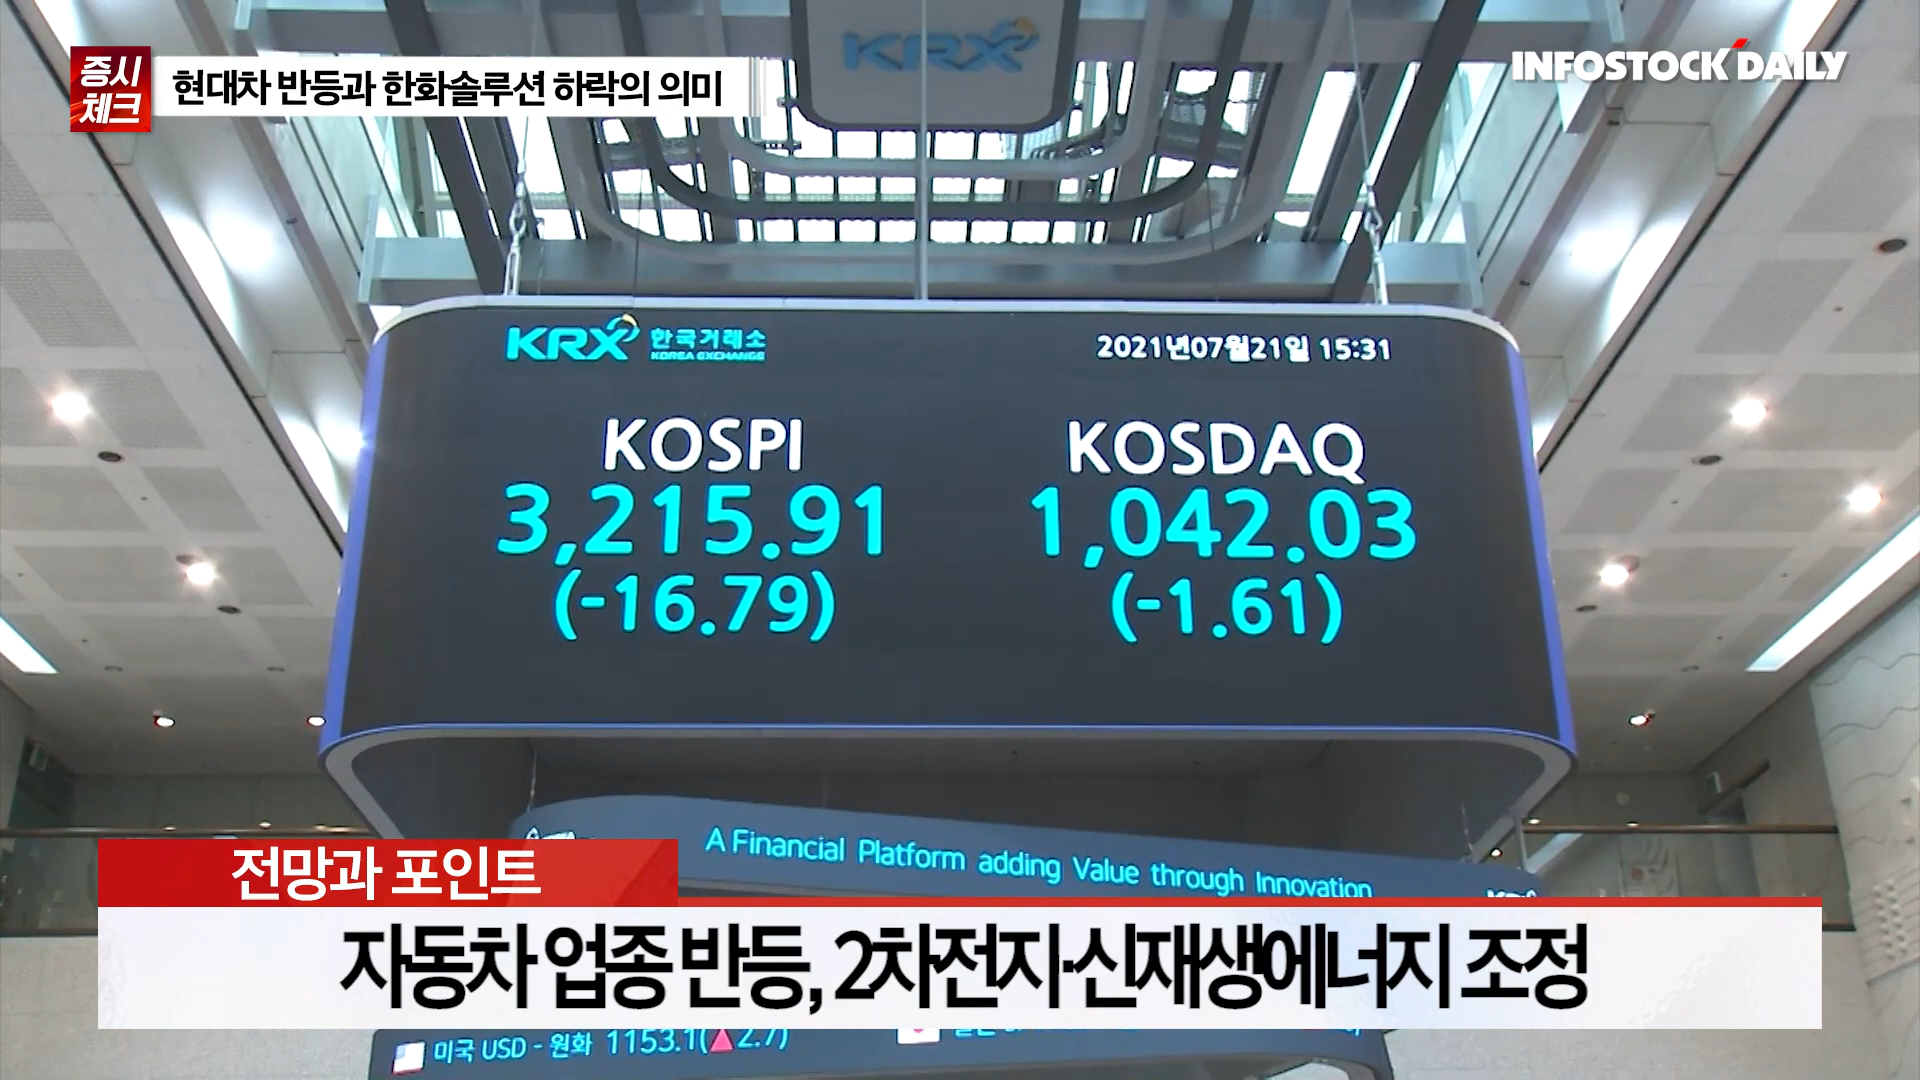 증시
체크
현대차 반등과 한화솔루션 하락의 의미
INFOSTOCK DAILY
KRX
KRX 한국거래소
KOREA EXCHANGE
2021년07월21일 15:31
KOSPI
3,215.91
(-16.79)
KOSDAQ
1,042.03
(-1.61)
A Financial Platform adding Value through Innovation
전망과 포인트
자동차 업종 반등, 2차전지·신재생에너지 조정
미국 USD - 원화 1153.1(▲2.7)